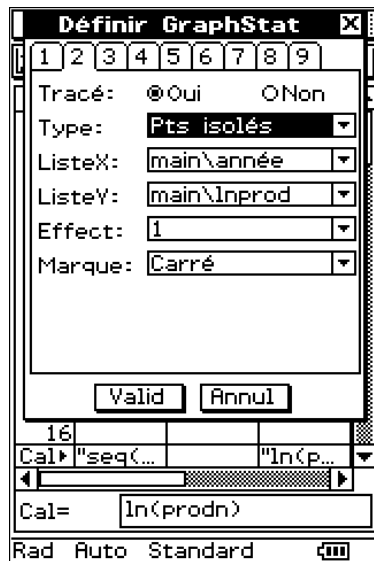 Définir GraphStat
1 2 3 4 5 6 7 8 9
Tracé: Oui Non
Type: Pts isolés
ListeX: main\année
ListeY: main\lnprod
Effect: 1
Marque: Carré
Valid Annul
16
Cal "seq(... "ln(p...
Cal= ln(prodn)
Rad Auto Standard